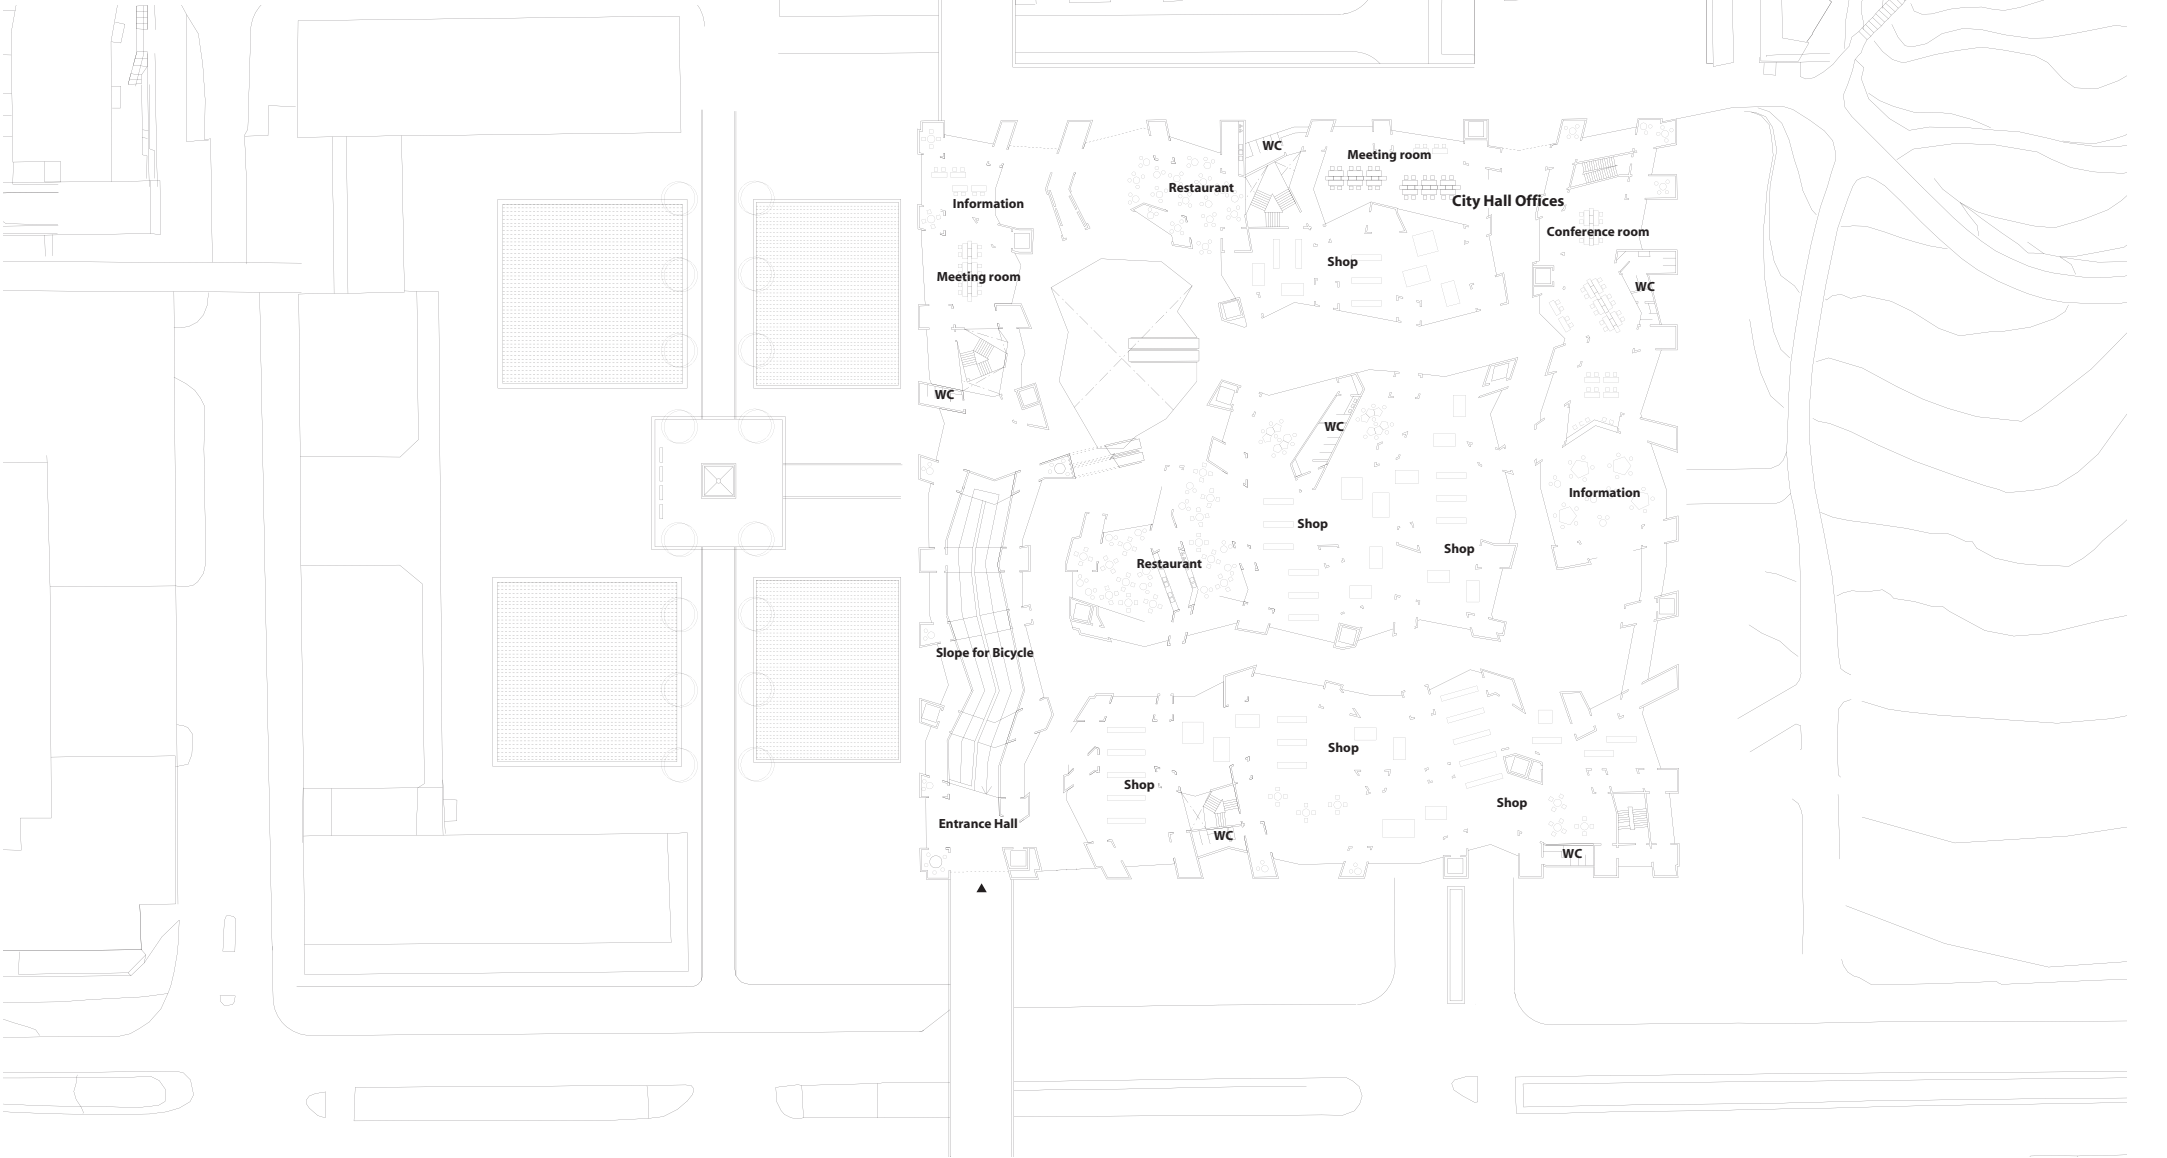 WC
Meeting room
Restaurant
City Hall Offices
Information
Conference room
Shop
Meeting room
WC
WC
WC
Information
Shop
Shop
Restaurant
Slope for Bicycle
Shop
Shop
Shop
Entrance Hall
WC
WC